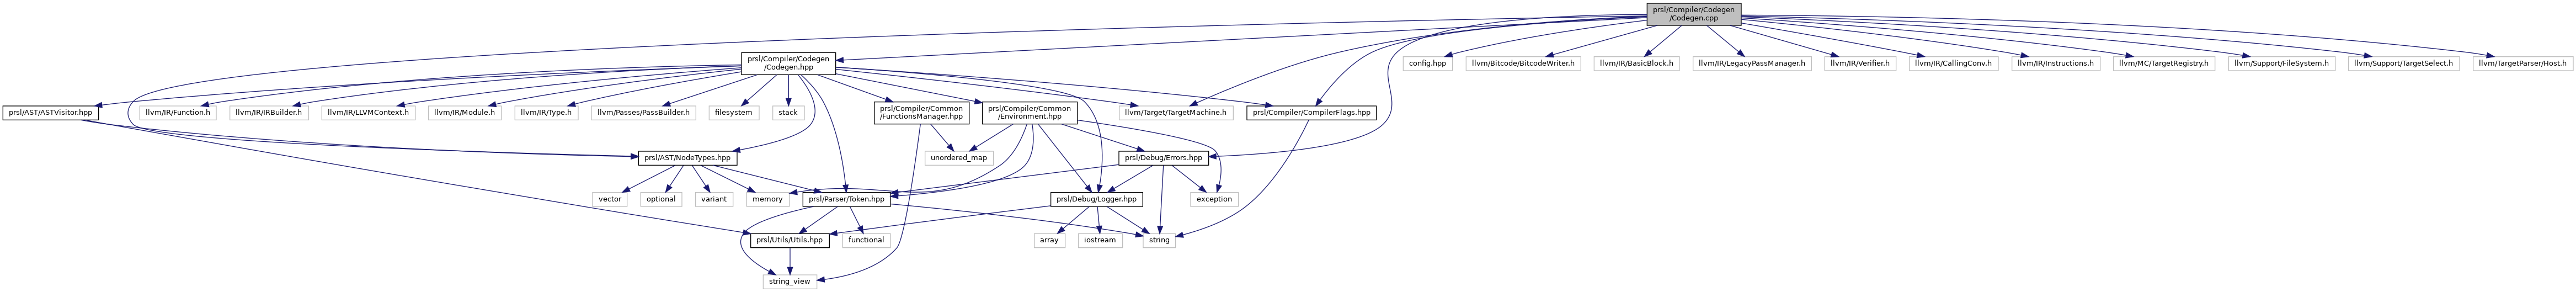 prsl/Compiler/Codegen
/Codegen.cpp
prsl/Compiler/Codegen
/Codegen.hpp
config.hpp
llvm/Bitcode/BitcodeWriter.h
llvm/IR/BasicBlock.h
llvm/IR/LegacyPassManager.h
llvm/IR/Verifier.h
llvm/IR/CallingConv.h
llvm/IR/Instructions.h
llvm/MC/TargetRegistry.h
llvm/Support/FileSystem.h
llvm/Support/TargetSelect.h
llvm/TargetParser/Host.h
prsl/AST/ASTVisitor.hpp
llvm/IR/Function.h
llvm/IR/IRBuilder.h
llvm/IR/LLVMContext.h
llvm/IR/Module.h
llvm/IR/Type.h
llvm/Passes/PassBuilder.h
filesystem
stack
prsl/Compiler/Common
/FunctionsManager.hpp
prsl/Compiler/Common
/Environment.hpp
llvm/Target/TargetMachine.h
prsl/Compiler/CompilerFlags.hpp
prsl/AST/NodeTypes.hpp
unordered_map
prsl/Debug/Errors.hpp
vector
optional
variant
memory
prsl/Parser/Token.hpp
prsl/Debug/Logger.hpp
exception
prsl/Utils/Utils.hpp
functional
array
iostream
string
string_view